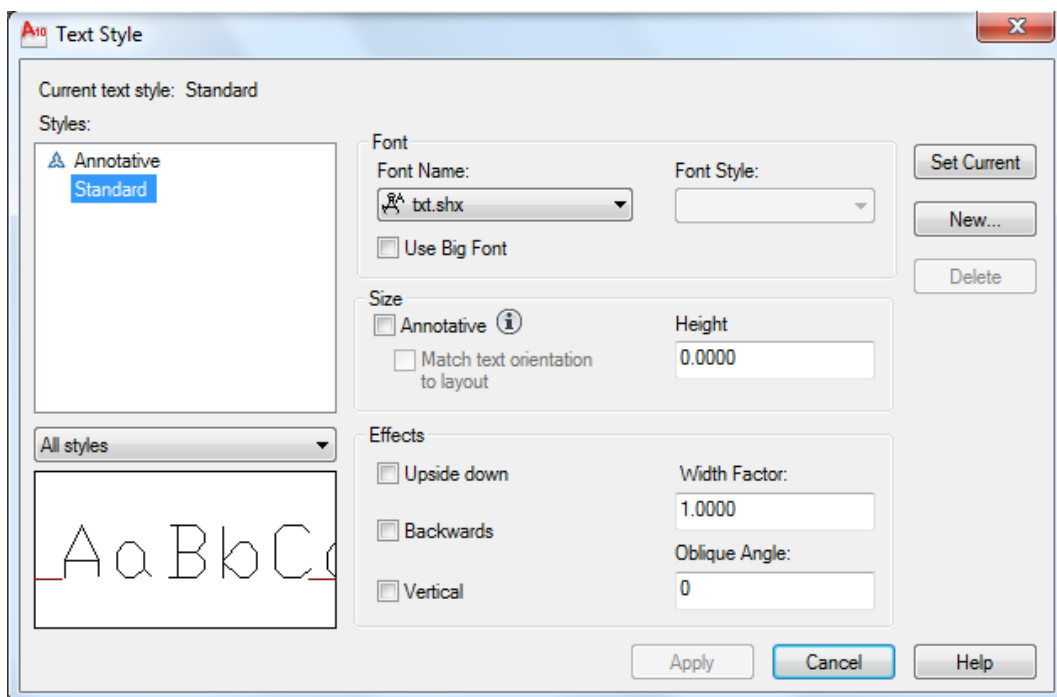 A10 Text Style
Current text style: Standard
Styles:
Annotative
Standard
All styles
AaBbC
Font
Font Name:
txt.shx
Use Big Font
Font Style:
Size
Annotative
Match text orientation
to layout
Height
0.0000
Effects
Upside down
Backwards
Vertical
Width Factor:
1.0000
Oblique Angle:
0
Set Current
New...
Delete
Apply
Cancel
Help